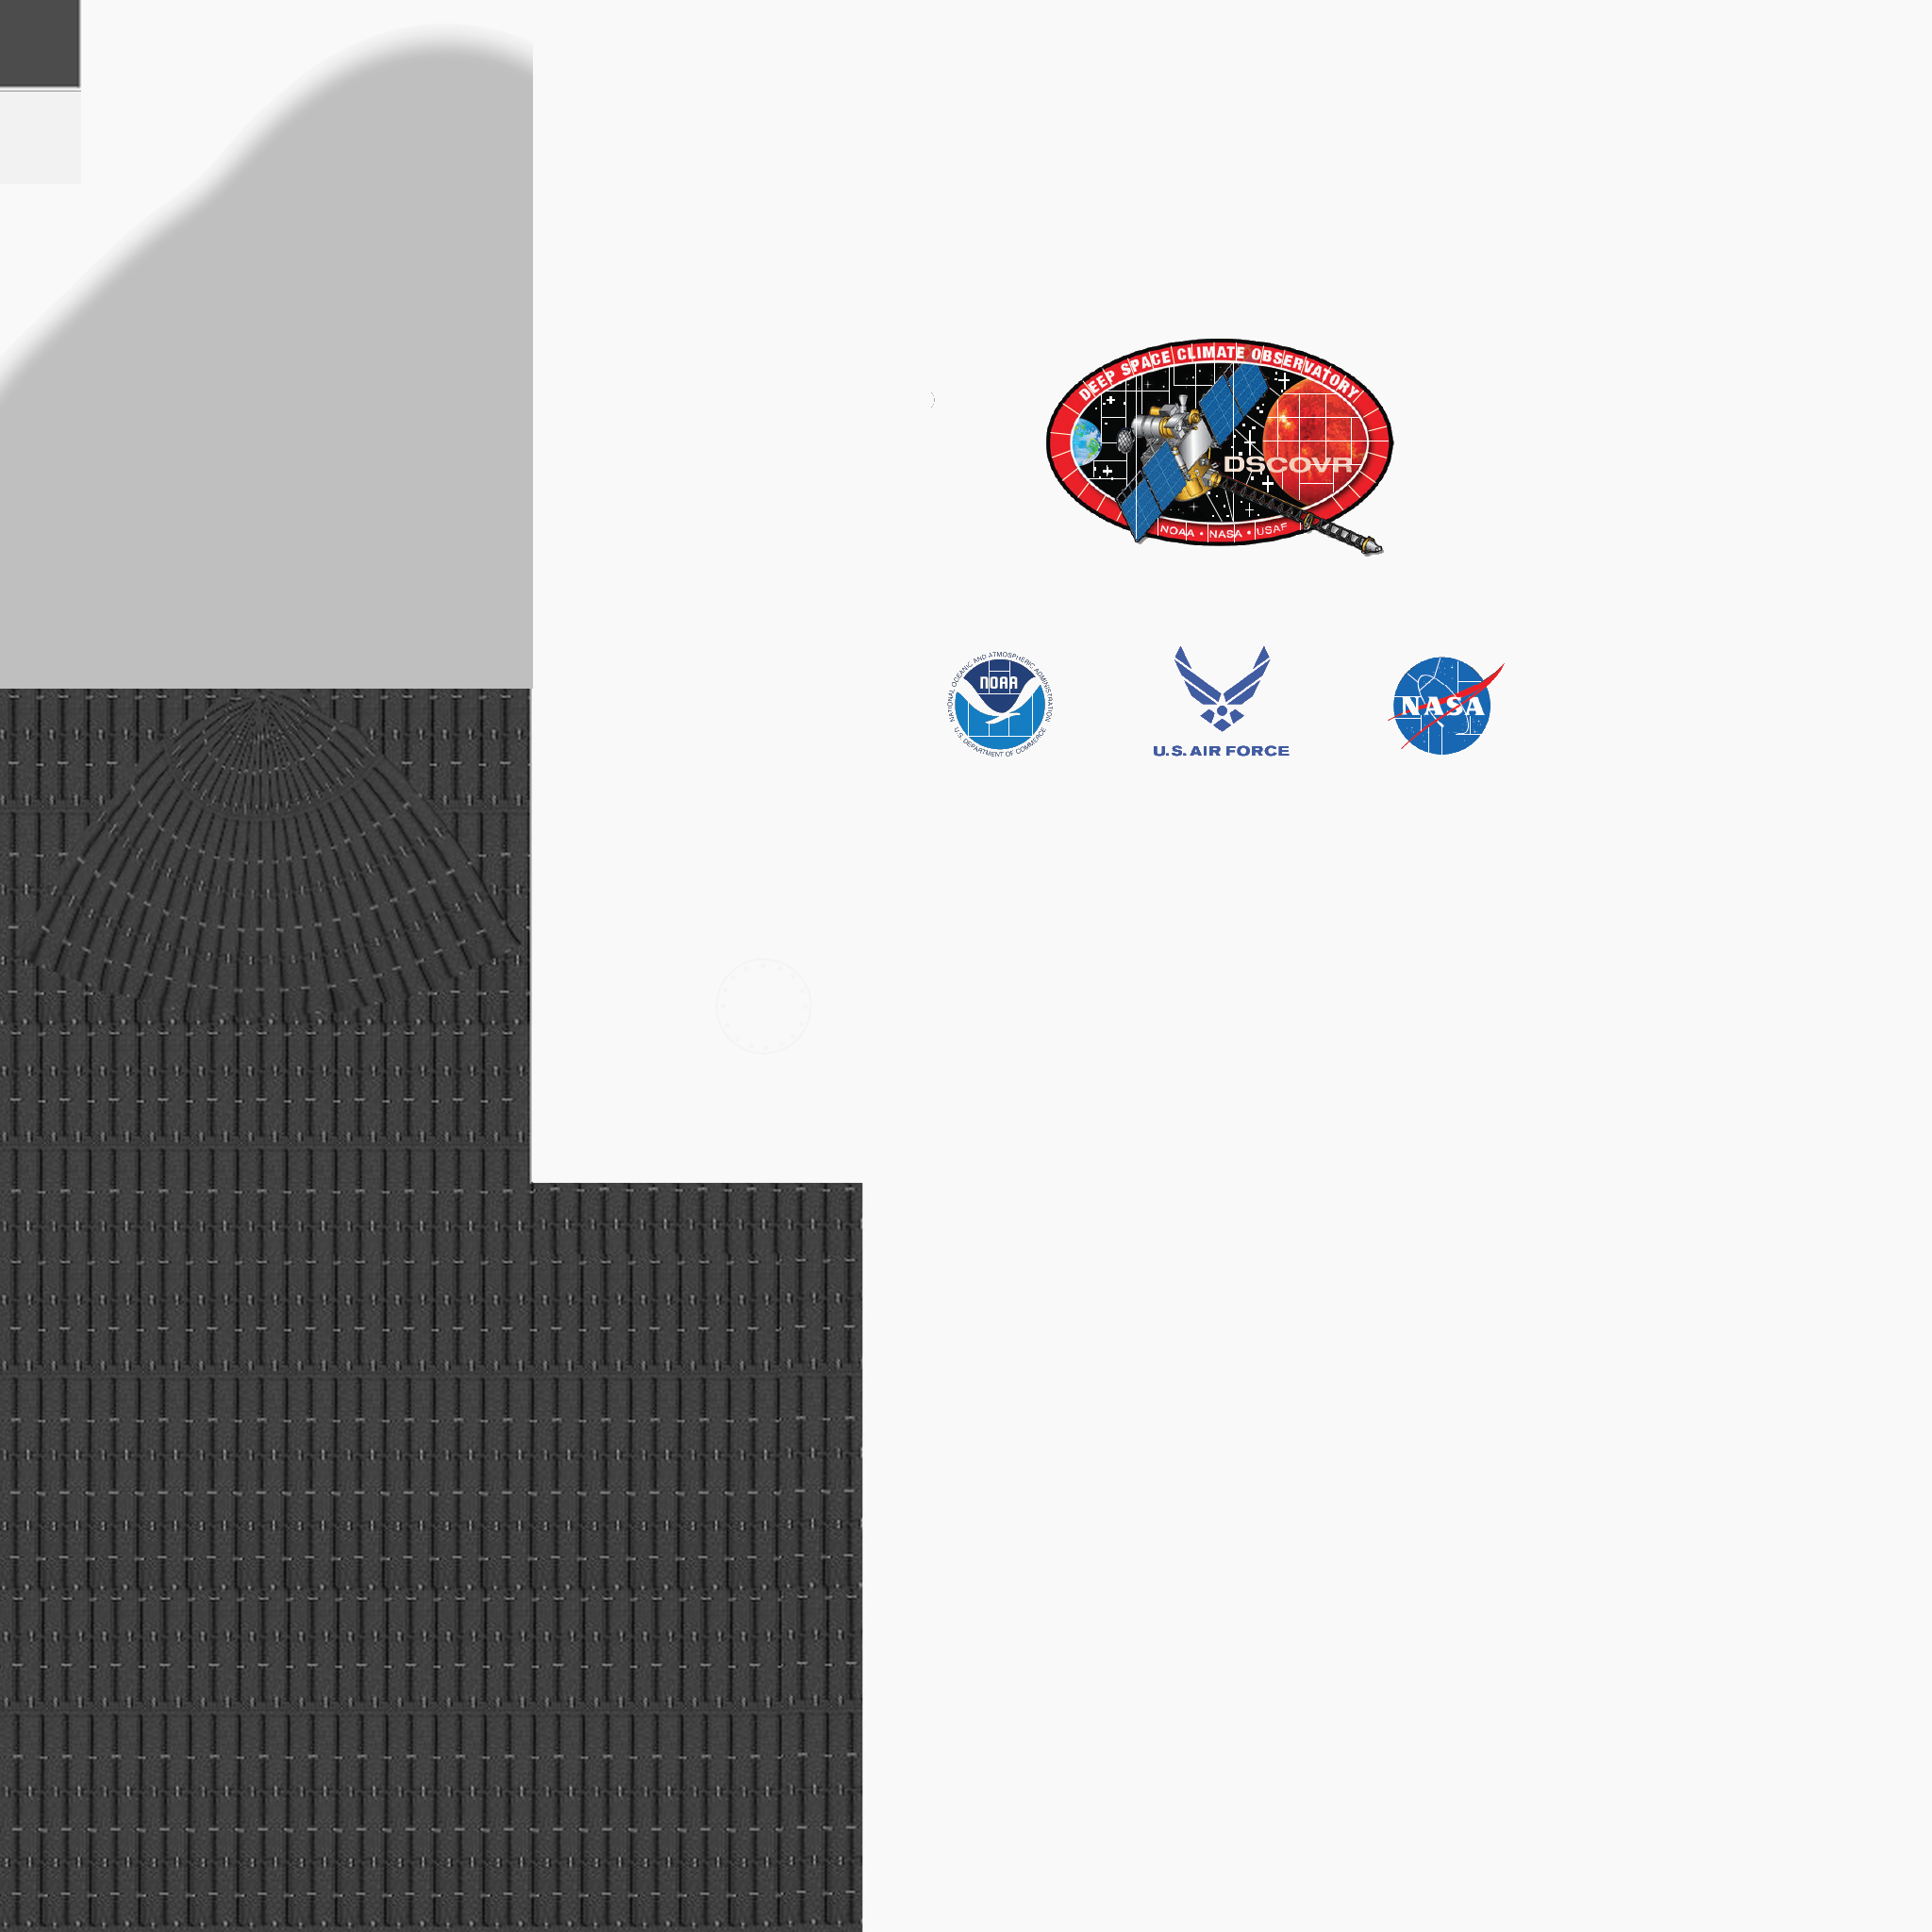 DEEP SPACE CLIMATE OBSERVATORY
DSCOVR
NOAA • NASA • USAF
NATIONAL OCEANIC AND ATMOSPHERIC ADMINISTRATION
NOAA
U.S. DEPARTMENT OF COMMERCE
U.S. AIR FORCE
NASA